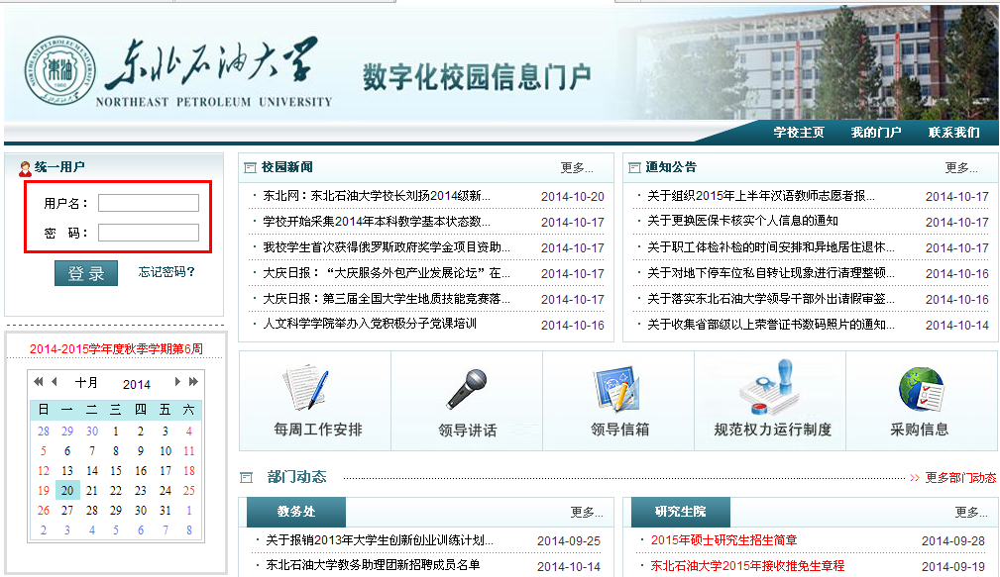 东北石油大学
NORTHEAST PETROLEUM UNIVERSITY
数字化校园信息门户
学校主页 我的门户 联系我们
统一用户
用户名：
密 码：
登录 忘记密码?
2014-2015学年度秋季学期第6周
十月 2014
日 一 二 三 四 五 六
28 29 30 1 2 3 4
5 6 7 8 9 10 11
12 13 14 15 16 17 18
19 20 21 22 23 24 25
26 27 28 29 30 31 1
2 3 4 5 6 7 8
校园新闻 更多...
· 东北网：东北石油大学校长刘扬2014级新... 2014-10-20
· 学校开始采集2014年本科教学基本状态数... 2014-10-17
· 我校学生首次获得俄罗斯政府奖学金项目资助... 2014-10-17
· 大庆日报：“大庆服务外包产业发展论坛”在... 2014-10-17
· 大庆日报：第三届全国大学生地质技能竞赛落... 2014-10-17
· 人文科学学院举办入党积极分子党课培训 2014-10-16
通知公告 更多...
· 关于组织2015年上半年汉语教师志愿者报... 2014-10-17
· 关于更换医保卡核实个人信息的通知 2014-10-17
· 关于职工体检补检的时间安排和异地居住退休... 2014-10-17
· 关于对地下停车位私自转让现象进行清理整顿... 2014-10-16
· 关于落实东北石油大学领导干部外出请假审签... 2014-10-16
· 关于收集省部级以上荣誉证书数码照片的通知... 2014-10-14
每周工作安排 领导讲话 领导信箱 规范权力运行制度 采购信息
部门动态 >> 更多部门动态
教务处 更多...
· 关于报销2013年大学生创新创业训练计划... 2014-09-25
· 东北石油大学教务助理团新招聘成员名单 2014-10-14
研究生院 更多...
· 2015年硕士研究生招生简章 2014-09-28
· 东北石油大学2015年接收推免生章程 2014-09-19